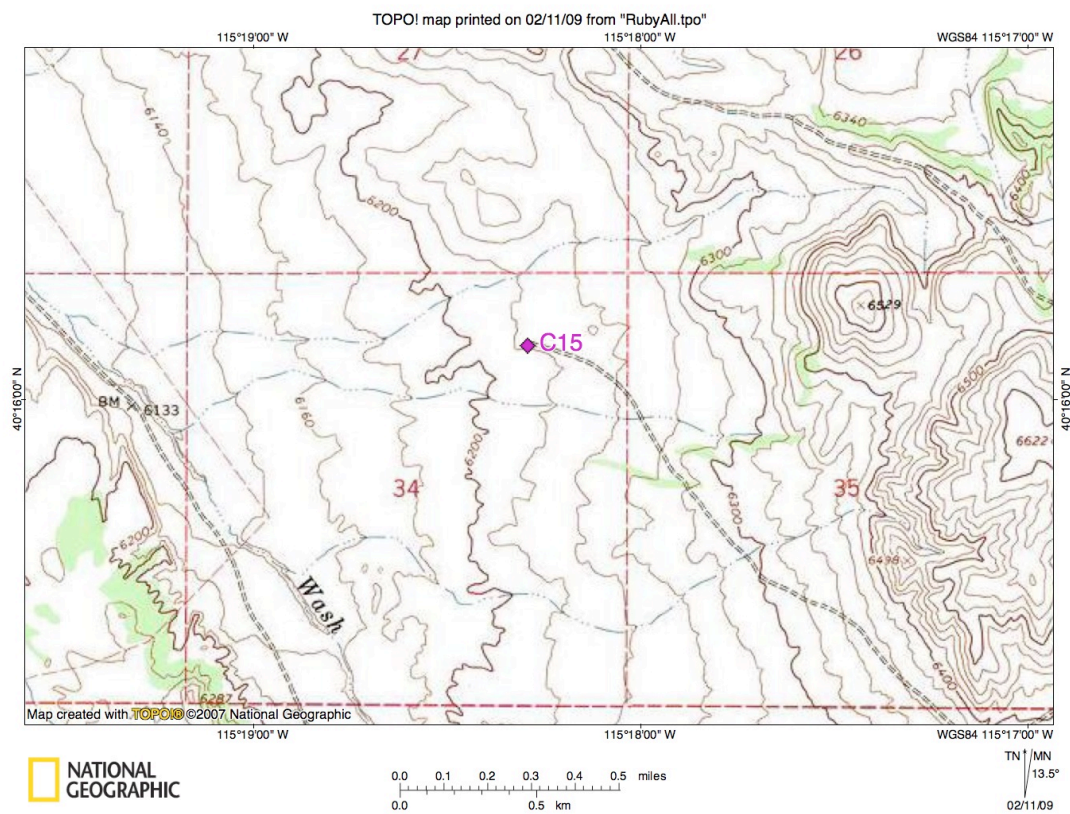 TOPO! map printed on 02/11/09 from "RubyAll.tpo"
115°19'00" W 115°18'00" W WGS84 115°17'00" W
27 26
6140
6340
6400
6200
6300
6529
C15
40°16'00" N 40°16'00" N
BM 6133
6160
6500
6622
6200
34 35
6300
6200
6498
Wash
6400
6287
Map created with TOPO!® ©2007 National Geographic
115°19'00" W 115°18'00" W WGS84 115°17'00" W
NATIONAL
GEOGRAPHIC
0.0 0.1 0.2 0.3 0.4 0.5 miles
0.0 0.5 km
TN MN
13.5°
02/11/09